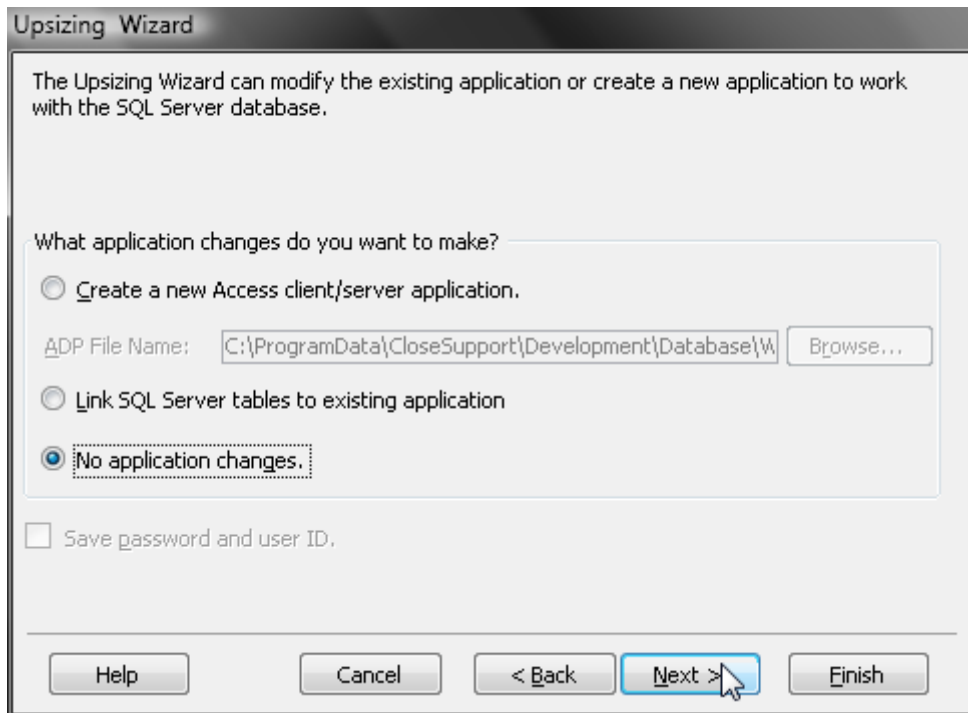 Upsizing Wizard
The Upsizing Wizard can modify the existing application or create a new application to work
with the SQL Server database.
What application changes do you want to make?
Create a new Access client/server application.
ADP File Name: C:\ProgramData\CloseSupport\Development\Database\W Browse...
Link SQL Server tables to existing application
No application changes.
Save password and user ID.
Help Cancel < Back Next > Finish